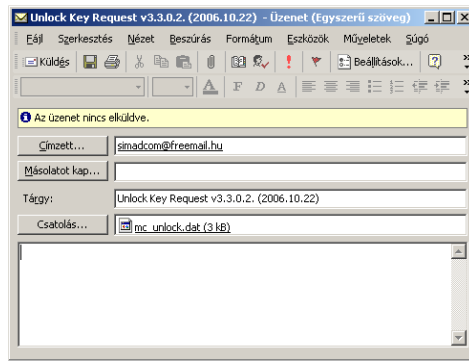 Unlock Key Request v3.3.0.2. (2006.10.22) - Üzenet (Egyszerű szöveg)
Fájl Szerkesztés Nézet Beszúrás Formátum Eszközök Műveletek Súgó
Küldés Beállítások...
F D A
Az üzenet nincs elküldve.
Címzett... simadcom@freemail.hu
Másolatot kap...
Tárgy: Unlock Key Request v3.3.0.2. (2006.10.22)
Csatolás... mc_unlock.dat (3 kB)